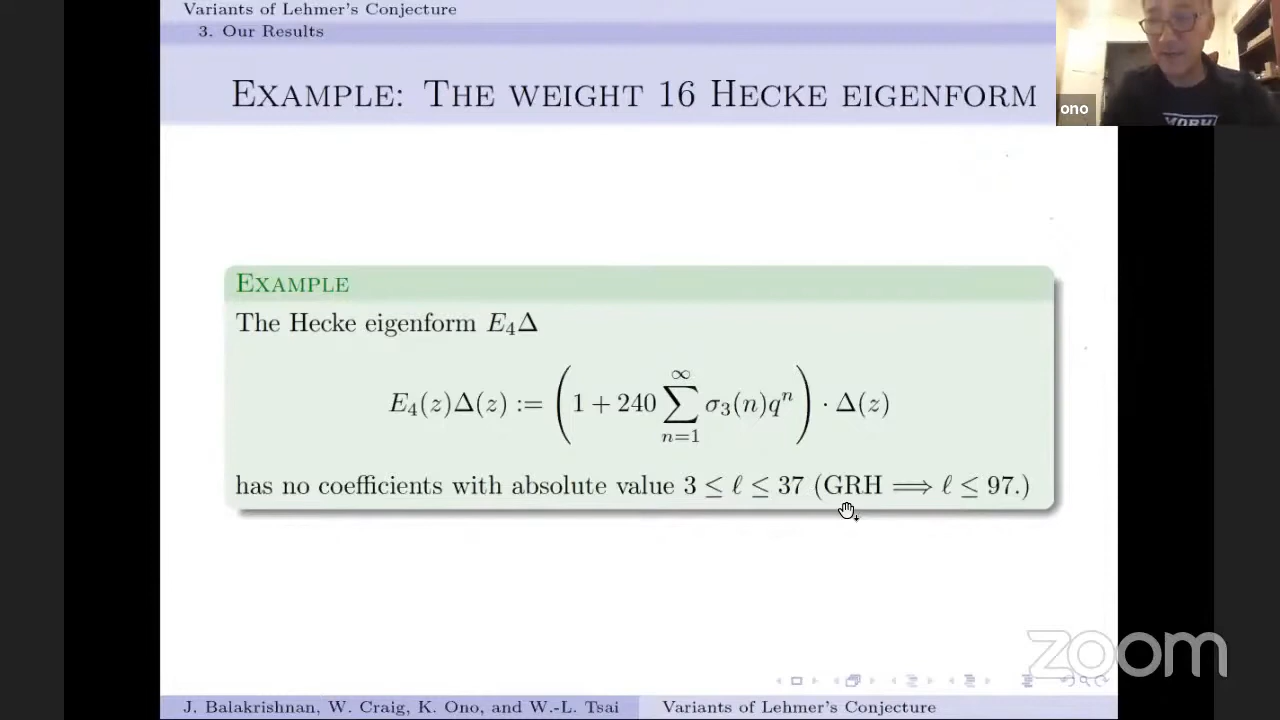 Variants of Lehmer's Conjecture
3. Our Results
Example: The weight 16 Hecke eigenform
ono
Example
The Hecke eigenform E₄Δ
E₄(z)Δ(z) := (1 + 240 ∑_{n=1}^{∞} σ₃(n)qⁿ) · Δ(z)
has no coefficients with absolute value 3 ≤ ℓ ≤ 37 (GRH ⟹ ℓ ≤ 97.)
zoom
J. Balakrishnan, W. Craig, K. Ono, and W.-L. Tsai
Variants of Lehmer's Conjecture